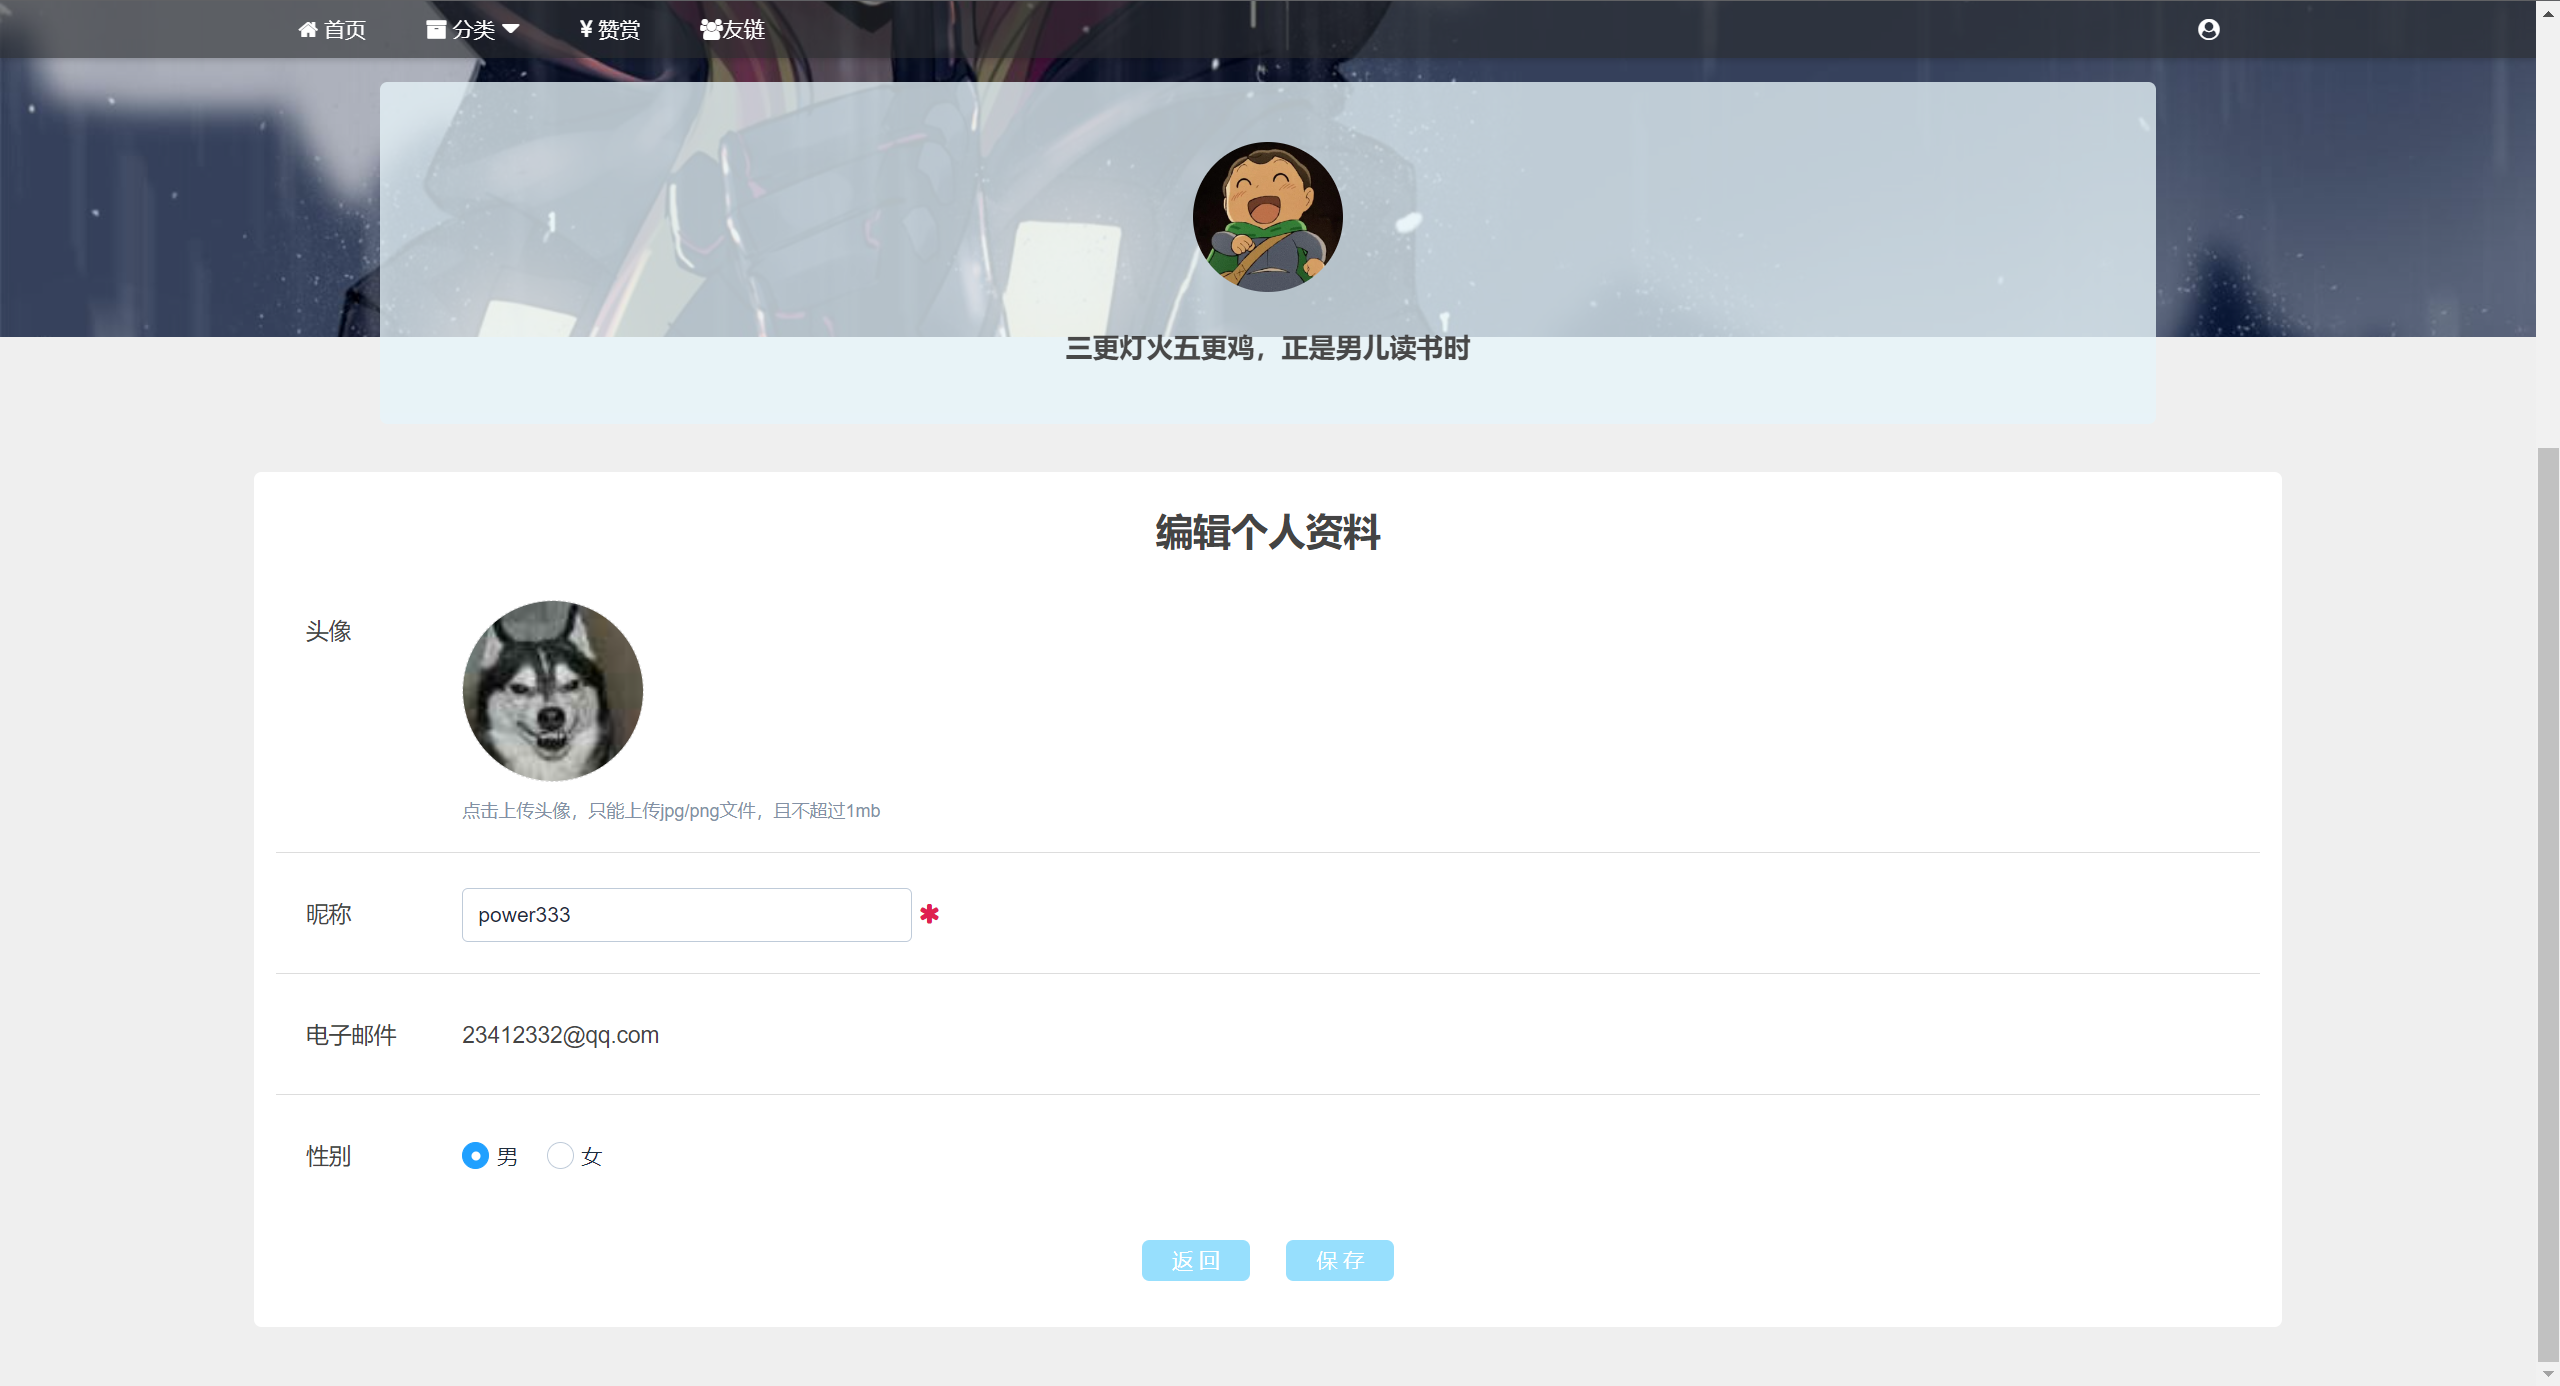 首页 分类 ¥ 赞赏 友链
三更灯火五更鸡，正是男儿读书时
编辑个人资料
头像
点击上传头像，只能上传jpg/png文件，且不超过1mb
昵称 power333 *
电子邮件 23412332@qq.com
性别 男 女
返回 保存